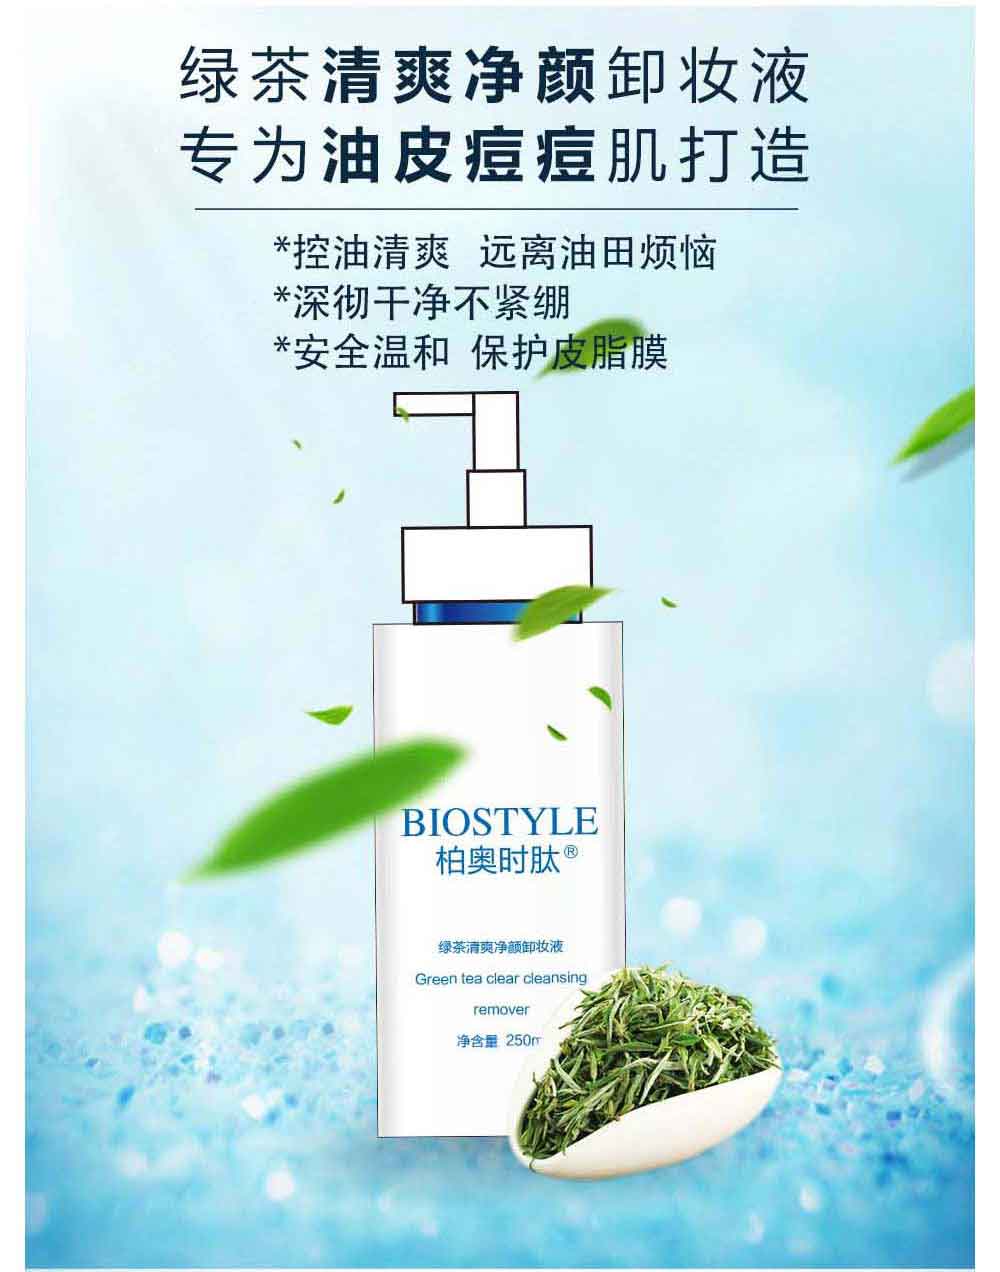 绿茶清爽净颜卸妆液
专为油皮痘痘肌打造
*控油清爽 远离油田烦恼
*深彻干净不紧绷
*安全温和 保护皮脂膜
BIOSTYLE
柏奥时肽®
绿茶清爽净颜卸妆液
Green tea clear cleansing
remover
净含量 250m